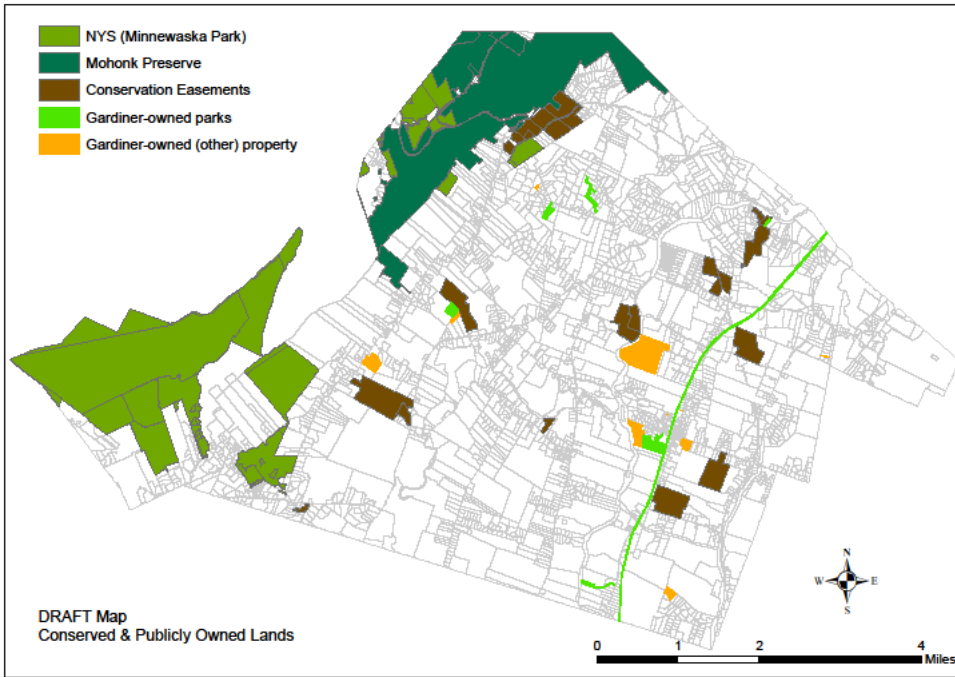 NYS (Minnewaska Park)
Mohonk Preserve
Conservation Easements
Gardiner-owned parks
Gardiner-owned (other) property
N
W E
S
DRAFT Map
Conserved & Publicly Owned Lands
0 1 2 4
Miles